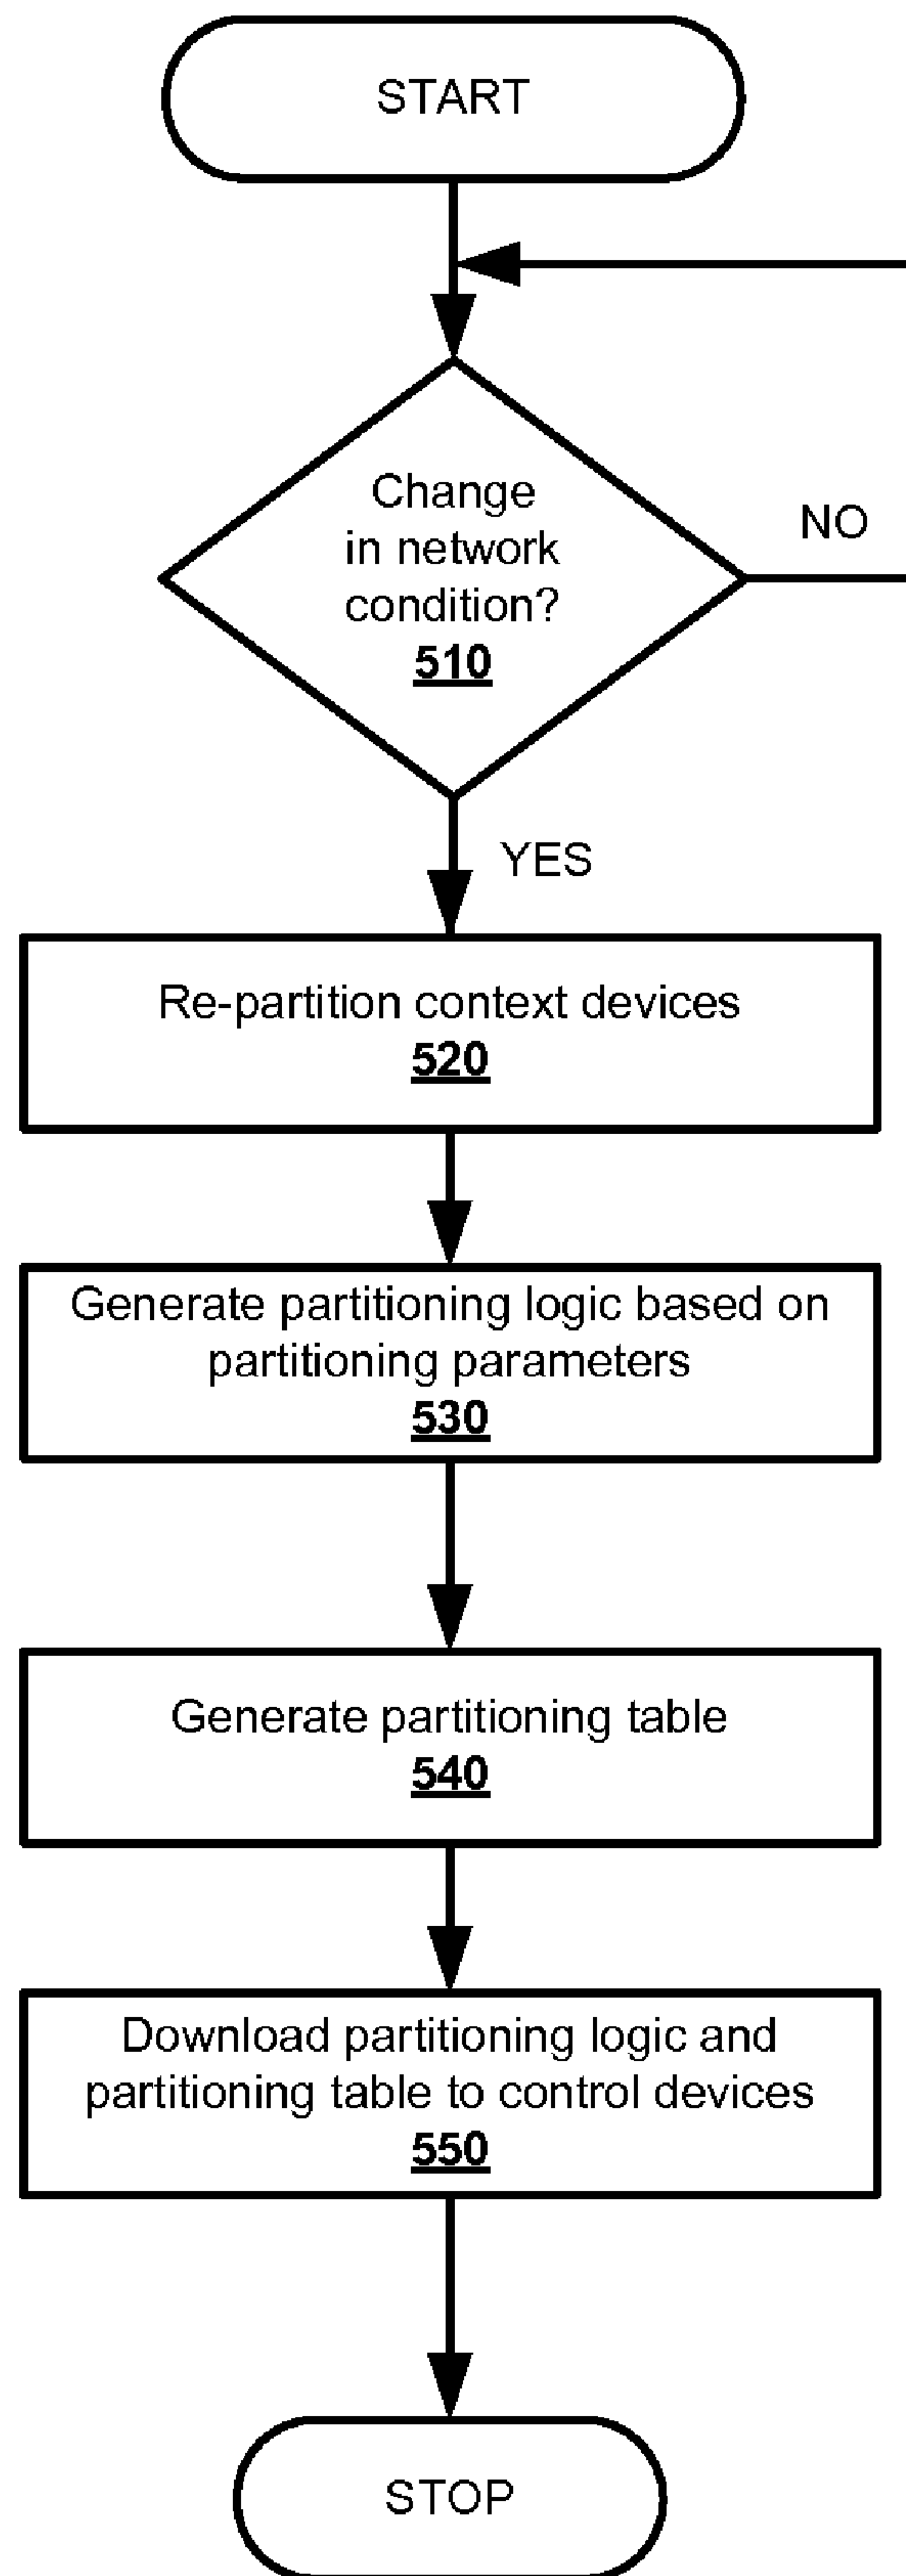 START
Change
in network
condition?
510
NO
YES
Re-partition context devices
520
Generate partitioning logic based on
partitioning parameters
530
Generate partitioning table
540
Download partitioning logic and
partitioning table to control devices
550
STOP